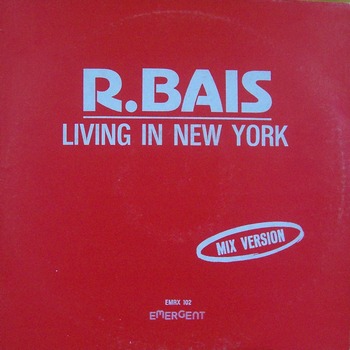 R.BAIS
LIVING IN NEW YORK
MIX VERSION
EMRX 102
EMERGENT